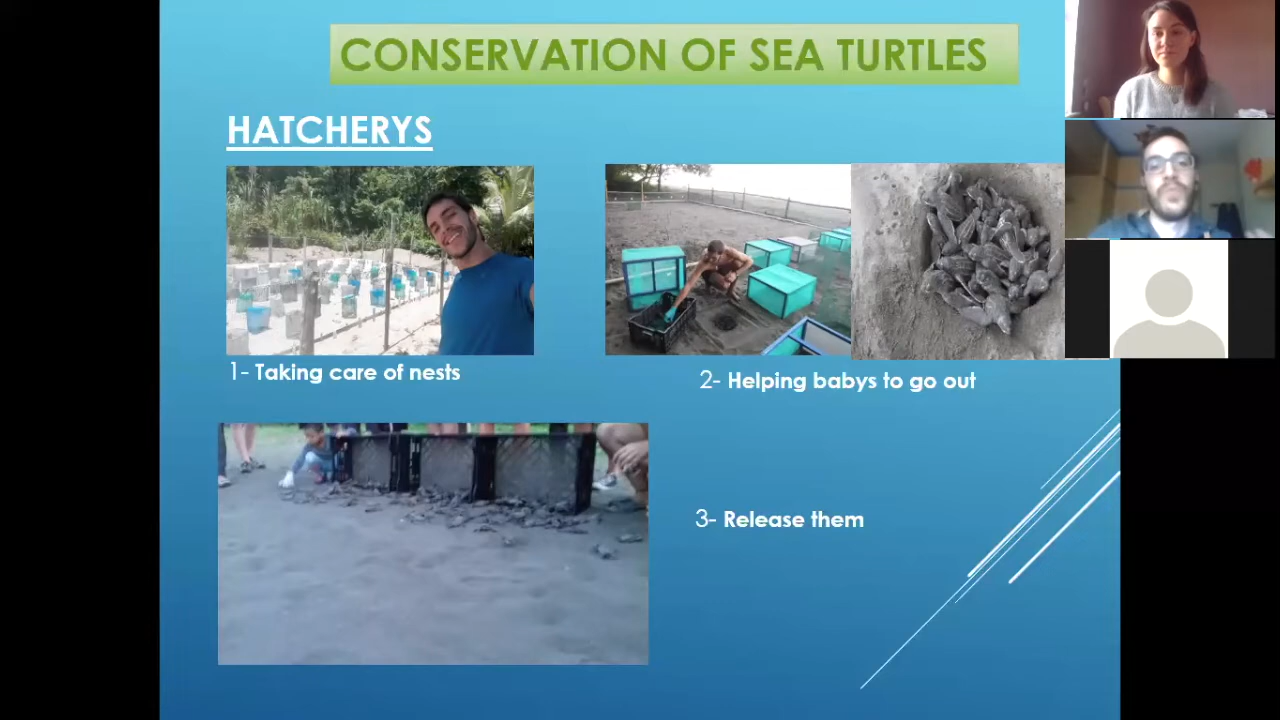 CONSERVATION OF SEA TURTLES
HATCHERYS
1- Taking care of nests
2- Helping babys to go out
3- Release them